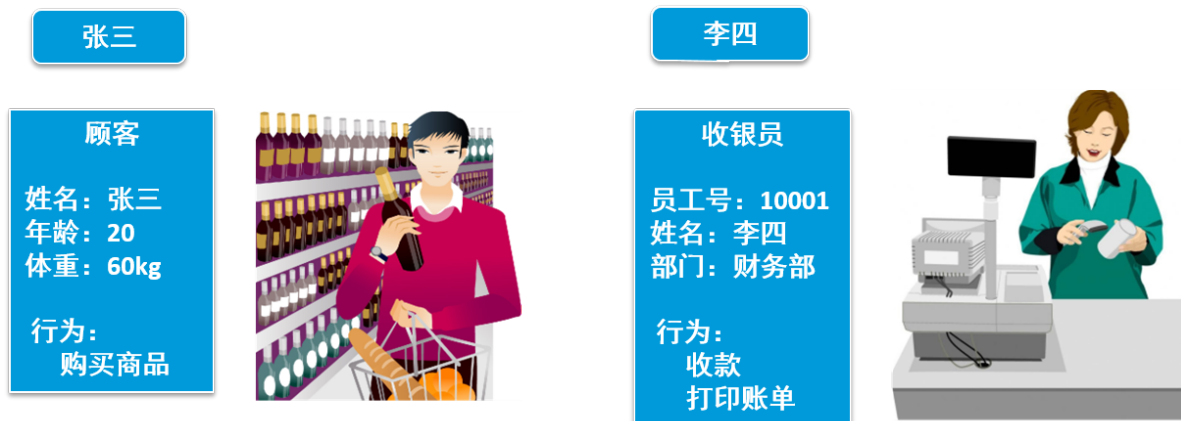 张三
顾客
姓名：张三
年龄：20
体重：60kg
行为：
购买商品
李四
收银员
员工号：10001
姓名：李四
部门：财务部
行为：
收款
打印账单